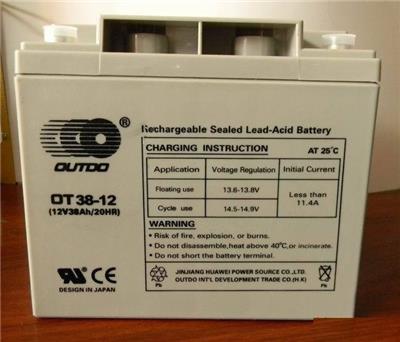 ®
OUTDO
OT 38-12
(12V38Ah/20HR)
Rechargeable Sealed Lead-Acid Battery
CHARGING INSTRUCTION AT 25°C
Application Voltage Regulation Initial Current
Floating use 13.6-13.8V Less than 11.4A
Cycle use 14.5-14.9V
WARNING
• Risk of fire, explosion, or burns.
• Do not disassemble,heat above 40°C,or incinerate.
• Do not short the battery terminal.
CE
DESIGN IN JAPAN
Pb
JINJIANG HUAWEI POWER SOURCE CO.,LTD.
OUTDO INT'L DEVELOPMENT TRADE CO.(H.K)
Pb